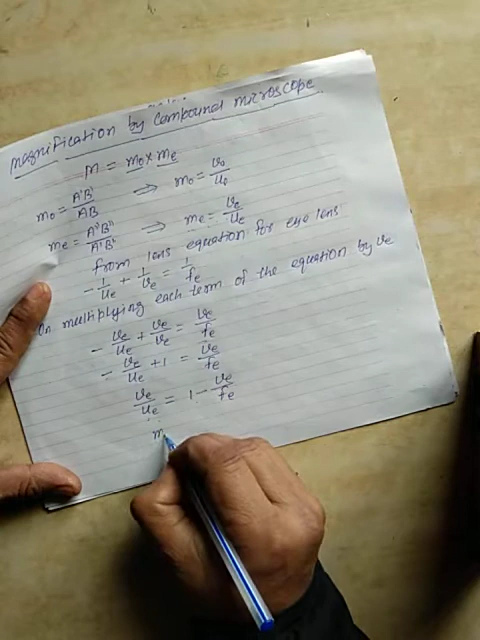 magnification by compound microscope
M = mo × me
mo = A'B'/AB ⇒ mo = vo/uo
me = A"B"/A'B' ⇒ me = ve/ue
from lens equation for eye lens
- 1/ue + 1/ve = 1/fe
On multiplying each term of the equation by ve
- ve/ue + ve/ve = ve/fe
- ve/ue + 1 = ve/fe
ve/ue = 1 - ve/fe
m